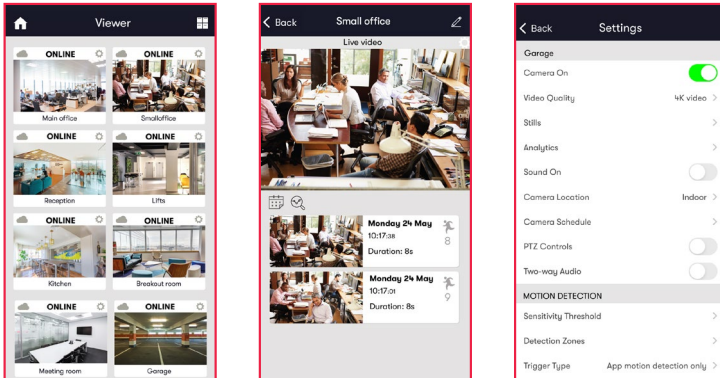 Viewer
ONLINE ONLINE
Main office Smalloffice
ONLINE ONLINE
Reception Lifts
ONLINE ONLINE
Kitchen Breakout room
ONLINE ONLINE
Meeting room Garage
Back Small office
Live video
Monday 24 May
10:17:38
8
Duration: 8s
Monday 24 May
10:17:01
9
Duration: 8s
Back Settings
Garage
Camera On
Video Quality 4K video
Stills
Analytics
Sound On
Camera Location Indoor
Camera Schedule
PTZ Controls
Two-way Audio
MOTION DETECTION
Sensitivity Threshold
Detection Zones
Trigger Type App motion detection only